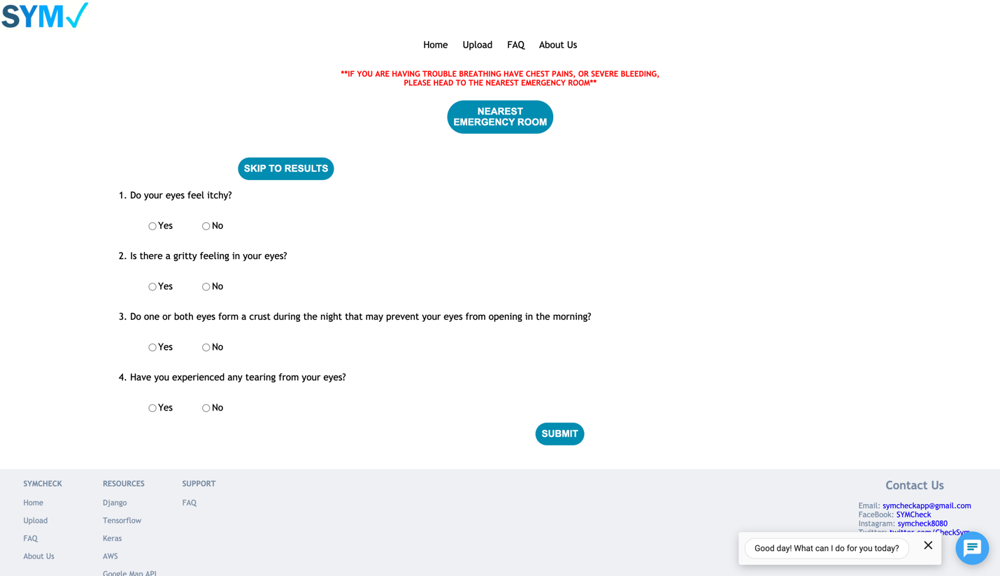 SYM
Home Upload FAQ About Us
**IF YOU ARE HAVING TROUBLE BREATHING HAVE CHEST PAINS, OR SEVERE BLEEDING,
PLEASE HEAD TO THE NEAREST EMERGENCY ROOM**
NEAREST
EMERGENCY ROOM
SKIP TO RESULTS
1. Do your eyes feel itchy?
Yes No
2. Is there a gritty feeling in your eyes?
Yes No
3. Do one or both eyes form a crust during the night that may prevent your eyes from opening in the morning?
Yes No
4. Have you experienced any tearing from your eyes?
Yes No
SUBMIT
SYMCHECK
Home
Upload
FAQ
About Us
RESOURCES
Django
Tensorflow
Keras
AWS
Google Map API
SUPPORT
FAQ
Contact Us
Email: symcheckapp@gmail.com
FaceBook: SYMCheck
Instagram: symcheck8080
Twitter: twitter.com/CheckSym
Good day! What can I do for you today?